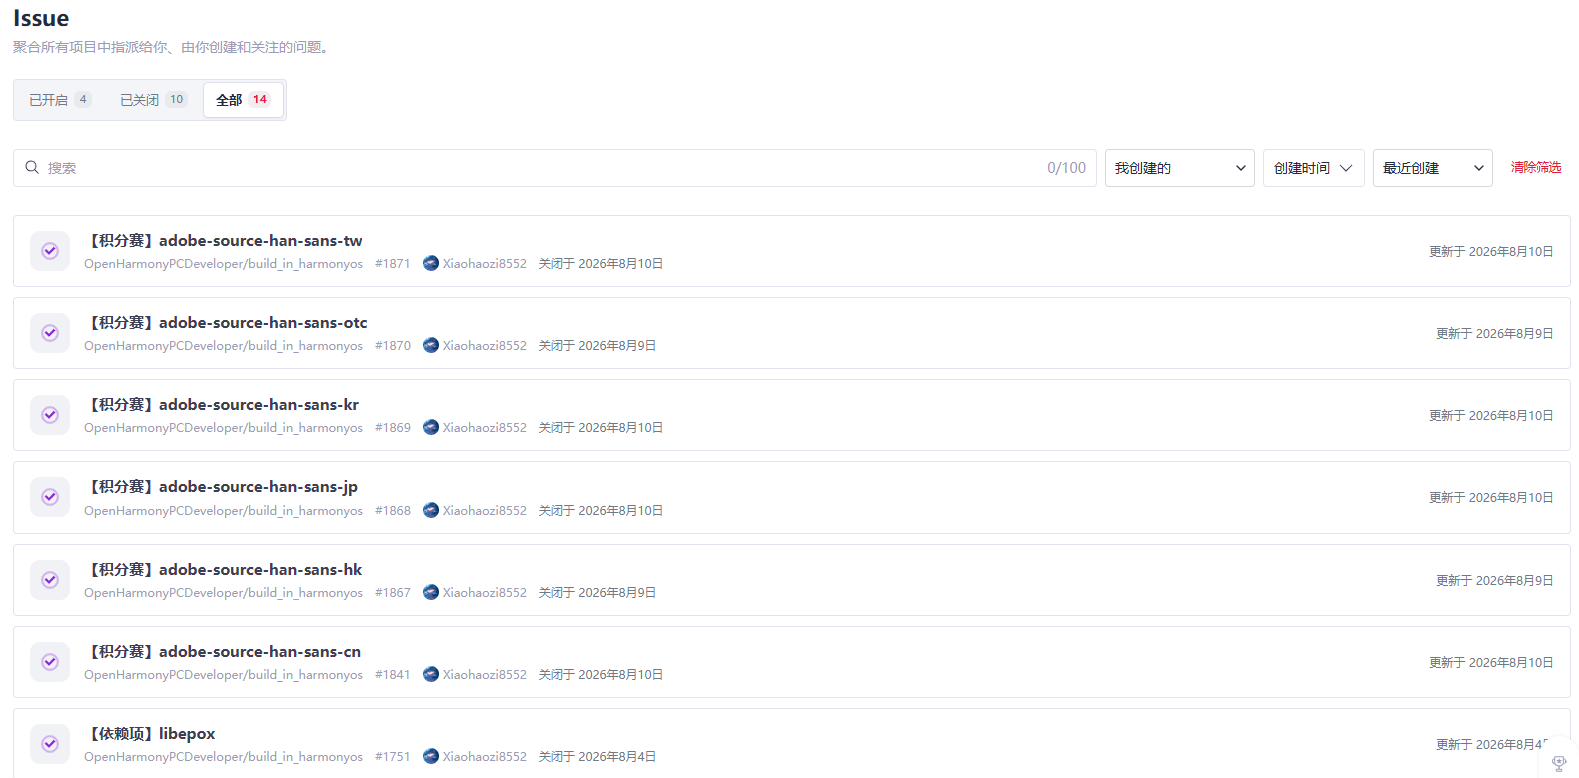 Issue
聚合所有项目中指派给你、由你创建和关注的问题。
已开启 4 已关闭 10 全部 14
搜索 0/100 我创建的 创建时间 最近创建 清除筛选
【积分赛】adobe-source-han-sans-tw
OpenHarmonyPCDeveloper/build_in_harmonyos #1871 Xiaohaozi8552 关闭于 2026年8月10日 更新于 2026年8月10日
【积分赛】adobe-source-han-sans-otc
OpenHarmonyPCDeveloper/build_in_harmonyos #1870 Xiaohaozi8552 关闭于 2026年8月9日 更新于 2026年8月9日
【积分赛】adobe-source-han-sans-kr
OpenHarmonyPCDeveloper/build_in_harmonyos #1869 Xiaohaozi8552 关闭于 2026年8月10日 更新于 2026年8月10日
【积分赛】adobe-source-han-sans-jp
OpenHarmonyPCDeveloper/build_in_harmonyos #1868 Xiaohaozi8552 关闭于 2026年8月10日 更新于 2026年8月10日
【积分赛】adobe-source-han-sans-hk
OpenHarmonyPCDeveloper/build_in_harmonyos #1867 Xiaohaozi8552 关闭于 2026年8月9日 更新于 2026年8月9日
【积分赛】adobe-source-han-sans-cn
OpenHarmonyPCDeveloper/build_in_harmonyos #1841 Xiaohaozi8552 关闭于 2026年8月10日 更新于 2026年8月10日
【依赖项】libepox
OpenHarmonyPCDeveloper/build_in_harmonyos #1751 Xiaohaozi8552 关闭于 2026年8月4日 更新于 2026年8月4